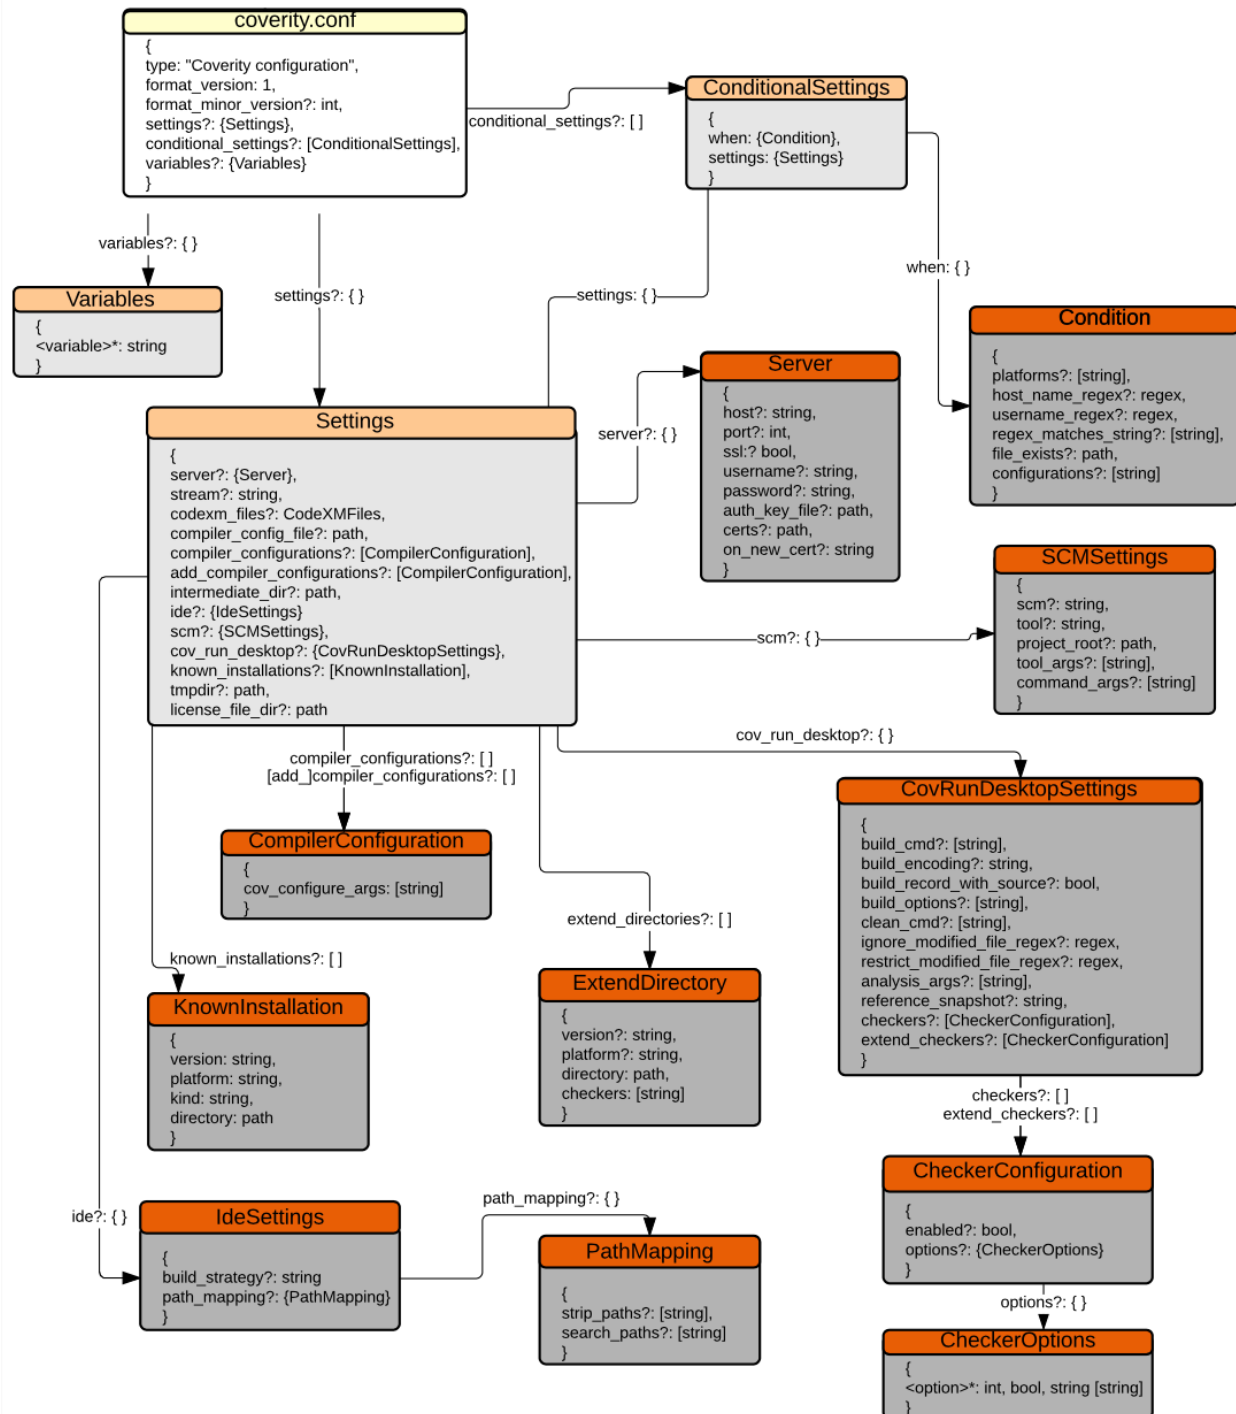 coverity.conf
{
type: "Coverity configuration",
format_version: 1,
format_minor_version?: int,
settings?: {Settings},
conditional_settings?: [ConditionalSettings],
variables?: {Variables}
}
conditional_settings?: [ ]
ConditionalSettings
{
when: {Condition},
settings: {Settings}
}
variables?: { }
settings?: { }
settings: { }
when: { }
Variables
{
<variable>*: string
}
Condition
{
platforms?: [string],
host_name_regex?: regex,
username_regex?: regex,
regex_matches_string?: [string],
file_exists?: path,
configurations?: [string]
}
Server
{
host?: string,
port?: int,
ssl:? bool,
username?: string,
password?: string,
auth_key_file?: path,
certs?: path,
on_new_cert?: string
}
server?: { }
Settings
{
server?: {Server},
stream?: string,
codexm_files?: CodeXMFiles,
compiler_config_file?: path,
compiler_configurations?: [CompilerConfiguration],
add_compiler_configurations?: [CompilerConfiguration],
intermediate_dir?: path,
ide?: {IdeSettings}
scm?: {SCMSettings},
cov_run_desktop?: {CovRunDesktopSettings},
known_installations?: [KnownInstallation],
tmpdir?: path,
license_file_dir?: path
SCMSettings
{
scm?: string,
tool?: string,
project_root?: path,
tool_args?: [string],
command_args?: [string]
}
scm?: { }
cov_run_desktop?: { }
compiler_configurations?: [ ]
[add_]compiler_configurations?: [ ]
CovRunDesktopSettings
{
build_cmd?: [string],
build_encoding?: string,
build_record_with_source?: bool,
build_options?: [string],
clean_cmd?: [string],
ignore_modified_file_regex?: regex,
restrict_modified_file_regex?: regex,
analysis_args?: [string],
reference_snapshot?: string,
checkers?: [CheckerConfiguration],
extend_checkers?: [CheckerConfiguration]
}
CompilerConfiguration
{
cov_configure_args: [string]
}
extend_directories?: [ ]
known_installations?: [ ]
KnownInstallation
{
version: string,
platform: string,
kind: string,
directory: path
}
ExtendDirectory
{
version?: string,
platform?: string,
directory: path,
checkers: [string]
}
checkers?: [ ]
extend_checkers?: [ ]
CheckerConfiguration
{
enabled?: bool,
options?: {CheckerOptions}
}
ide?: { }
IdeSettings
{
build_strategy?: string
path_mapping?: {PathMapping}
}
path_mapping?: { }
PathMapping
{
strip_paths?: [string],
search_paths?: [string]
}
options?: { }
CheckerOptions
{
<option>*: int, bool, string [string]
}